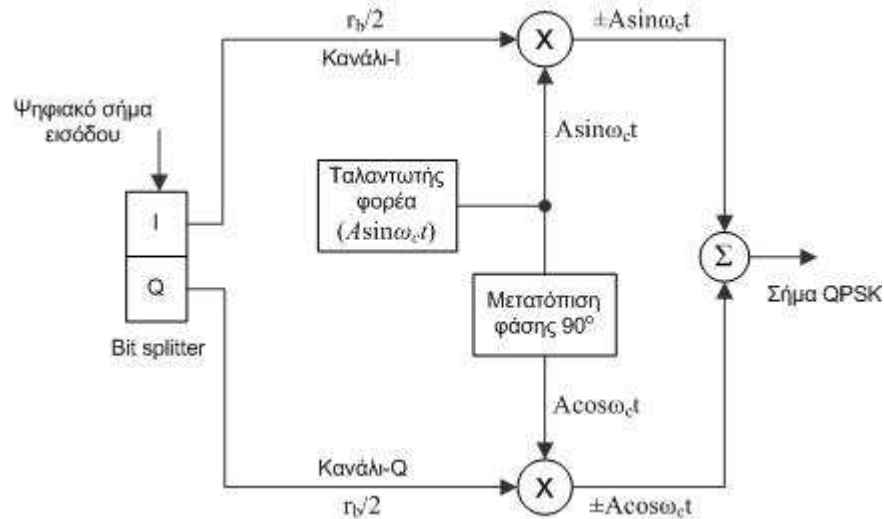 r_b/2
±Asinω_ct
Κανάλι-I
X
Ψηφιακό σήμα
εισόδου
Asinω_ct
Ταλαντωτής
φορέα
(Asinω_ct)
I
Q
Bit splitter
Σ
Σήμα QPSK
Μετατόπιση
φάσης 90°
Acosω_ct
Κανάλι-Q
X
r_b/2
±Acosω_ct